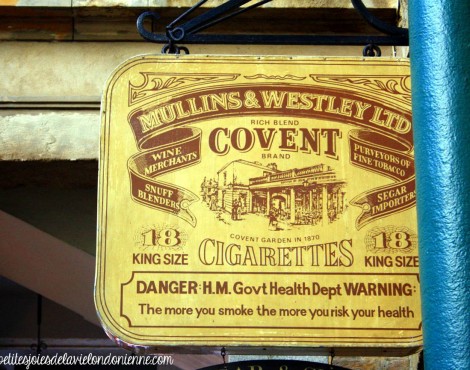 MULLINS & WESTLEY LTD
RICH BLEND
COVENT
BRAND
WINE
MERCHANTS
SNUFF
BLENDERS
PURVEYORS OF
FINE TOBACCO
SEGAR
IMPORTERS
COVENT GARDEN IN 1870
CIGARETTES
18
KING SIZE
18
KING SIZE
DANGER: H.M. Govt Health Dept WARNING:
The more you smoke the more you risk your health
petitesjoiesdelavielondonienne.com